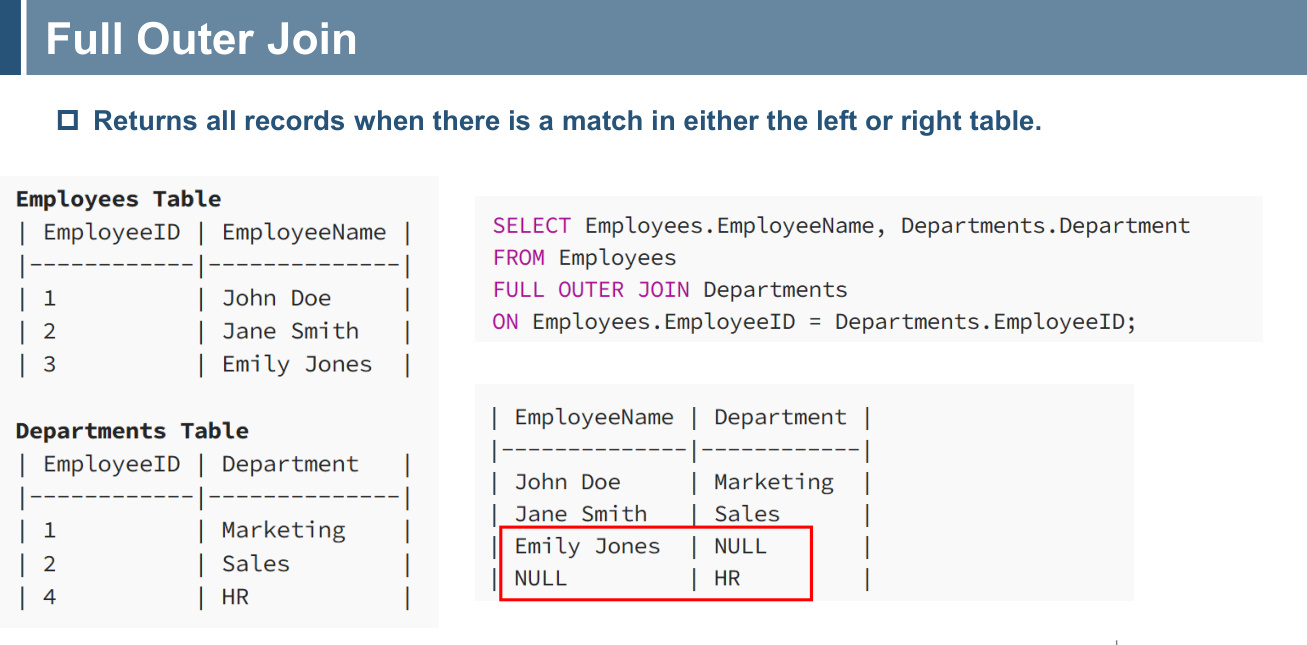 Full Outer Join
Returns all records when there is a match in either the left or right table.
Employees Table
| EmployeeID | EmployeeName |
|------------|--------------|
| 1 | John Doe |
| 2 | Jane Smith |
| 3 | Emily Jones |
Departments Table
| EmployeeID | Department |
|------------|--------------|
| 1 | Marketing |
| 2 | Sales |
| 4 | HR |
SELECT Employees.EmployeeName, Departments.Department
FROM Employees
FULL OUTER JOIN Departments
ON Employees.EmployeeID = Departments.EmployeeID;
| EmployeeName | Department |
|--------------|------------|
| John Doe | Marketing |
| Jane Smith | Sales |
| Emily Jones | NULL |
| NULL | HR |